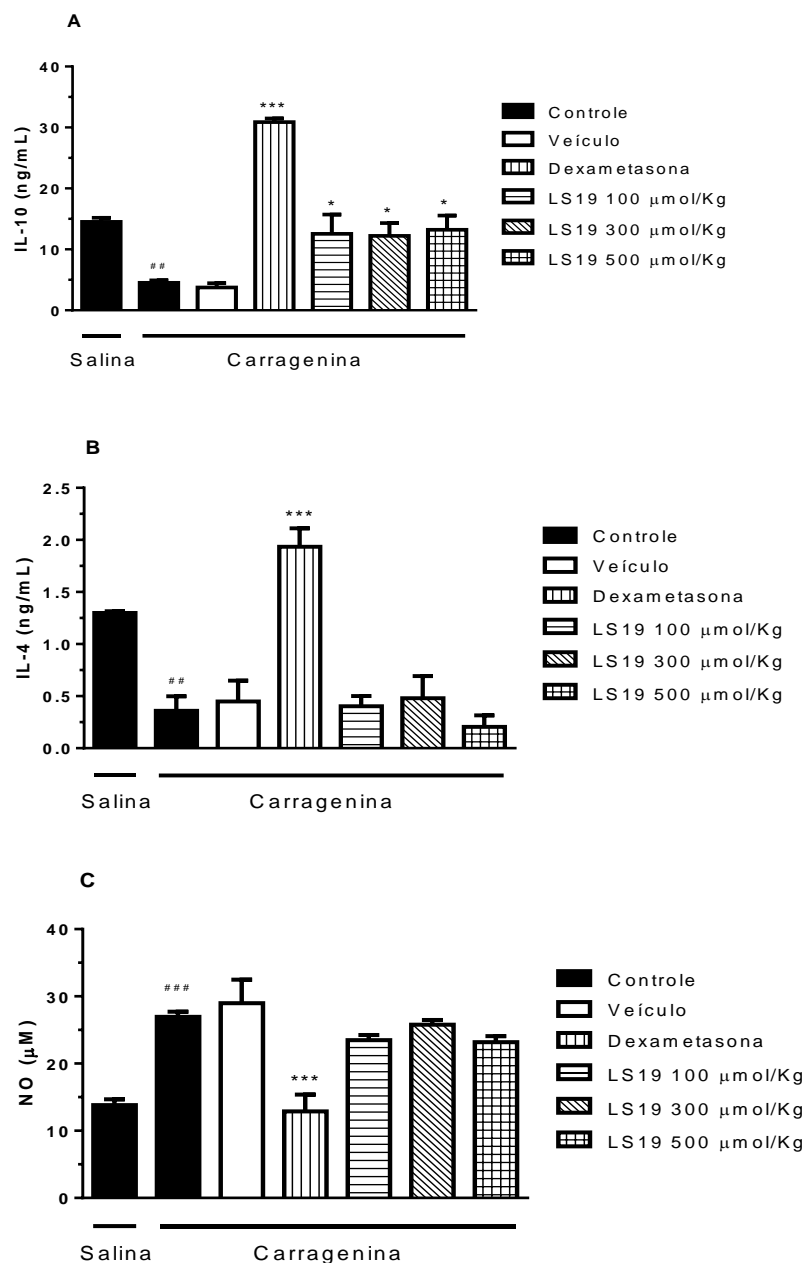 A
IL-10 (ng/mL)
40
30
20
10
0
##
***
*
*
*
Salina
Carragenina
Controle
Veículo
Dexametasona
LS19 100 μmol/Kg
LS19 300 μmol/Kg
LS19 500 μmol/Kg
B
IL-4 (ng/mL)
2.5
2.0
1.5
1.0
0.5
0.0
##
***
Salina
Carragenina
Controle
Veículo
Dexametasona
LS19 100 μmol/Kg
LS19 300 μmol/Kg
LS19 500 μmol/Kg
C
NO (μM)
40
30
20
10
0
###
***
Salina
Carragenina
Controle
Veículo
Dexametasona
LS19 100 μmol/Kg
LS19 300 μmol/Kg
LS19 500 μmol/Kg